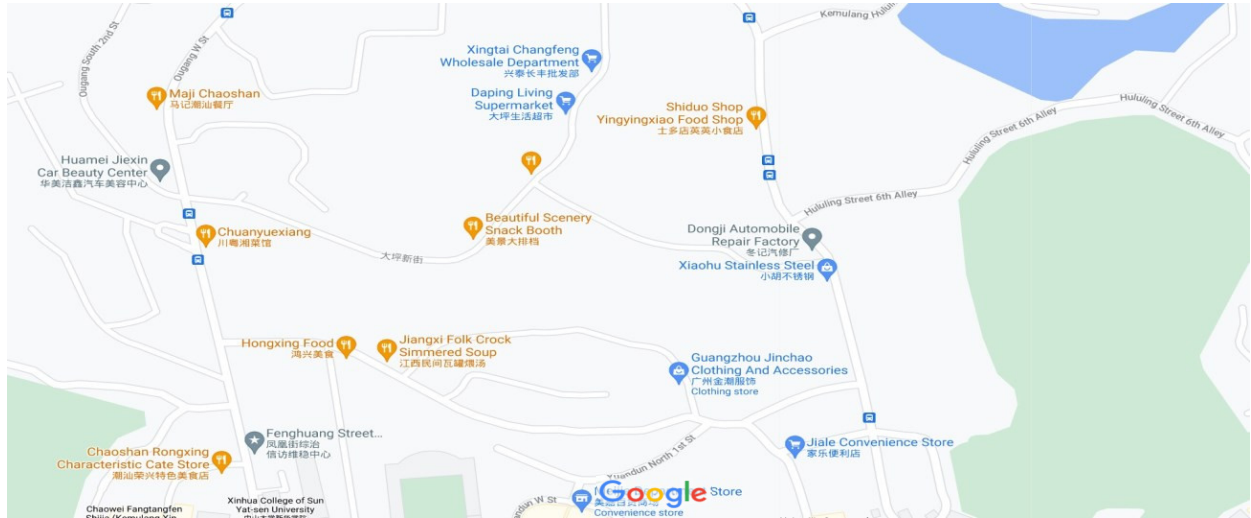 Ougang South 2nd St
Ougang W St
Kemulang Hulu
Xingtai Changfeng
Wholesale Department
兴泰长丰批发部
Maji Chaoshan
马记潮汕餐厅
Daping Living
Supermarket
大坪生活超市
Shiduo Shop
Yingyingxiao Food Shop
士多店英英小食店
Hululing Street 6th Alley
Hululing Street 6th Alley
Huamei Jiexin
Car Beauty Center
华美洁鑫汽车美容中心
Hululing Street 6th Alley
Chuanyuexiang
川粤湘菜馆
Beautiful Scenery
Snack Booth
美景大排档
Dongji Automobile
Repair Factory
冬记汽修厂
大坪新街
Xiaohu Stainless Steel
小胡不锈钢
Hongxing Food
鸿兴美食
Jiangxi Folk Crock
Simmered Soup
江西民间瓦罐煨汤
Guangzhou Jinchao
Clothing And Accessories
广州金潮服饰
Clothing store
Fenghuang Street...
凤凰街综治
信访维稳中心
Jiale Convenience Store
家乐便利店
Chaoshan Rongxing
Characteristic Cate Store
潮汕荣兴特色美食店
North 1st St
Google
Store
Convenience store
W St
Xinhua College of Sun
Yat-sen University
Chaowei Fangtangfen